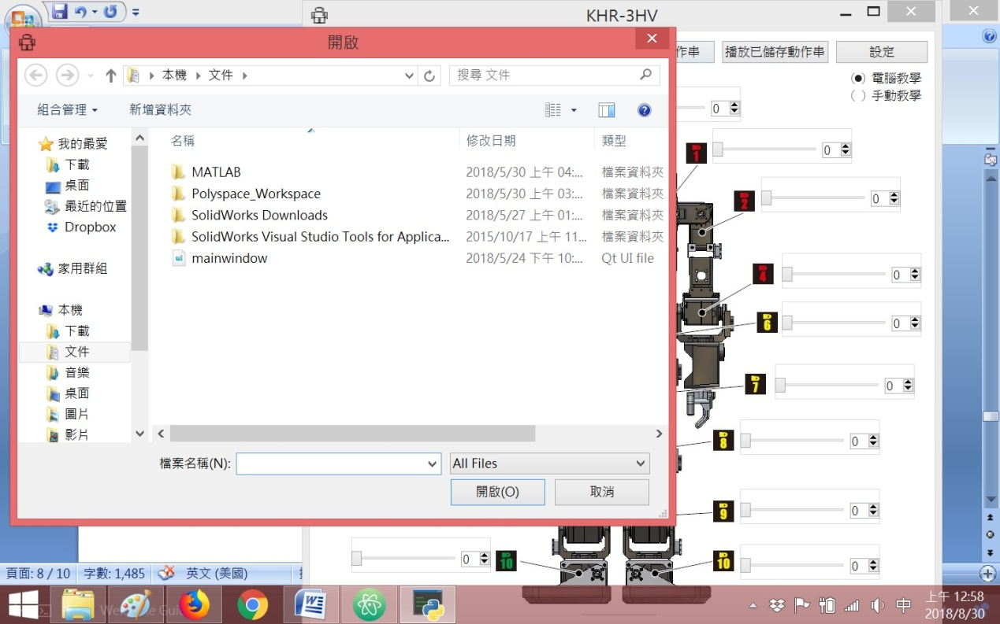 KHR-3HV
開啟
作串
播放已儲存動作串
設定
電腦教學
手動教學
本機
文件
搜尋 文件
組合管理
新增資料夾
名稱
修改日期
類型
我的最愛
下載
桌面
最近的位置
Dropbox
家用群組
本機
下載
文件
音樂
桌面
圖片
影片
MATLAB 2018/5/30 上午 04:... 檔案資料夾
Polyspace_Workspace 2018/5/30 上午 03:... 檔案資料夾
SolidWorks Downloads 2018/5/27 上午 01:... 檔案資料夾
SolidWorks Visual Studio Tools for Applica... 2015/10/17 上午 11... 檔案資料夾
mainwindow 2018/5/24 下午 10:... Qt UI file
檔案名稱(N):
All Files
開啟(O)
取消
0
ID 1 0
ID 2 0
ID 4 0
ID 6 0
ID 7 0
ID 8 0
ID 9 0
0 ID 10
ID 10 0
頁面: 8 / 10
字數: 1,485
英文 (美國)
中
上午 12:58
2018/8/30